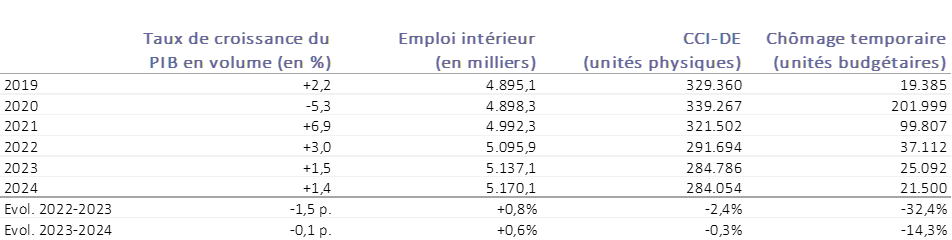 Taux de croissance du Emploi intérieur CCI-DE Chômage temporaire
PIB en volume (en %) (en milliers) (unités physiques) (unités budgétaires)
2019 +2,2 4.895,1 329.360 19.385
2020 -5,3 4.898,3 339.267 201.999
2021 +6,9 4.992,3 321.502 99.807
2022 +3,0 5.095,9 291.694 37.112
2023 +1,5 5.137,1 284.786 25.092
2024 +1,4 5.170,1 284.054 21.500
Evol. 2022-2023 -1,5 p. +0,8% -2,4% -32,4%
Evol. 2023-2024 -0,1 p. +0,6% -0,3% -14,3%